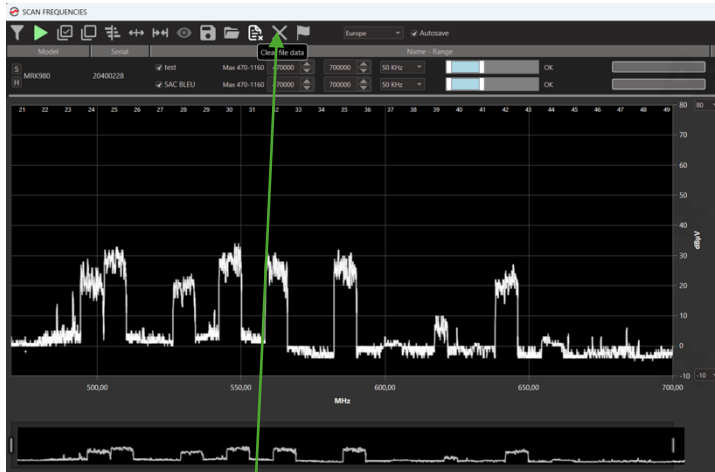 SCAN FREQUENCIES
Europe
Autosave
Clear file data
Model Serial Name - Range
S
H
MRK980 20400228
test Max 470-1160 470000 700000 50 KHz OK
SAC BLEU Max 470-1160 470000 700000 50 KHz OK
21 22 23 24 25 26 27 28 29 30 31 32 33 34 35 36 37 38 39 40 41 42 43 44 45 46 47 48 49
80 80
70
60
50
40
30
20
10
0
-10 -10
dBµV
500,00 550,00 600,00 650,00 700,00
MHz